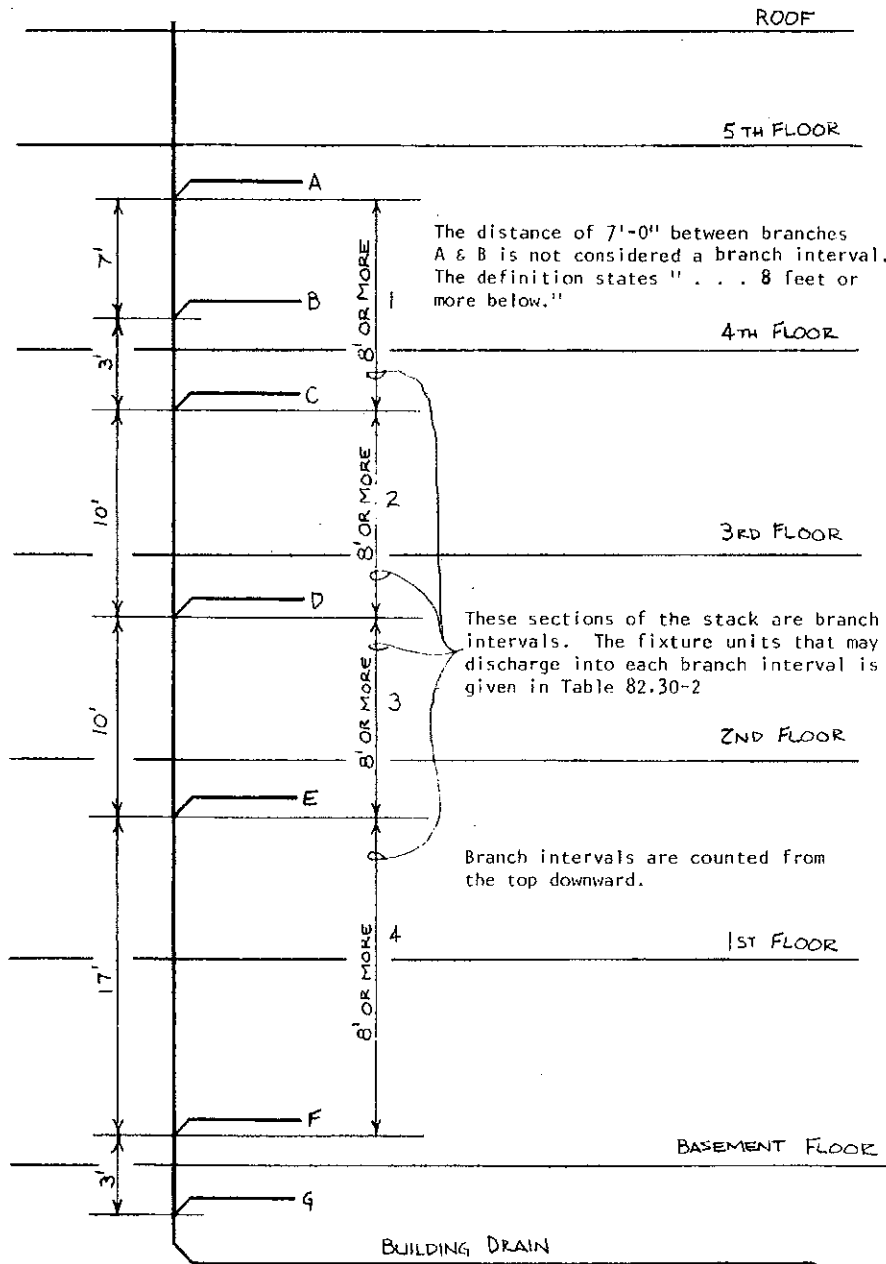 ROOF
5TH FLOOR
A
7'
8' OR MORE
1
The distance of 7'-0" between branches
A & B is not considered a branch interval.
The definition states " . . . 8 feet or
more below."
B
4TH FLOOR
3'
C
10'
8' OR MORE
2
3RD FLOOR
D
These sections of the stack are branch
intervals. The fixture units that may
discharge into each branch interval is
given in Table 82.30-2
10'
8' OR MORE
3
2ND FLOOR
E
Branch intervals are counted from
the top downward.
17'
8' OR MORE
4
1ST FLOOR
F
BASEMENT FLOOR
3'
G
BUILDING DRAIN